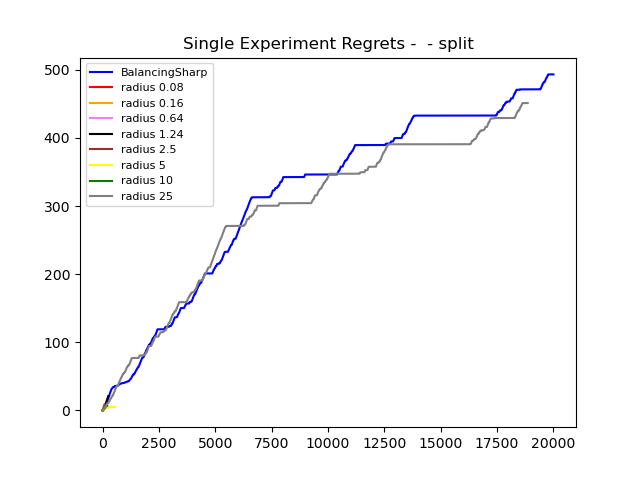 Single Experiment Regrets -  - split
500
400
300
200
100
0
BalancingSharp
radius 0.08
radius 0.16
radius 0.64
radius 1.24
radius 2.5
radius 5
radius 10
radius 25
0 2500 5000 7500 10000 12500 15000 17500 20000